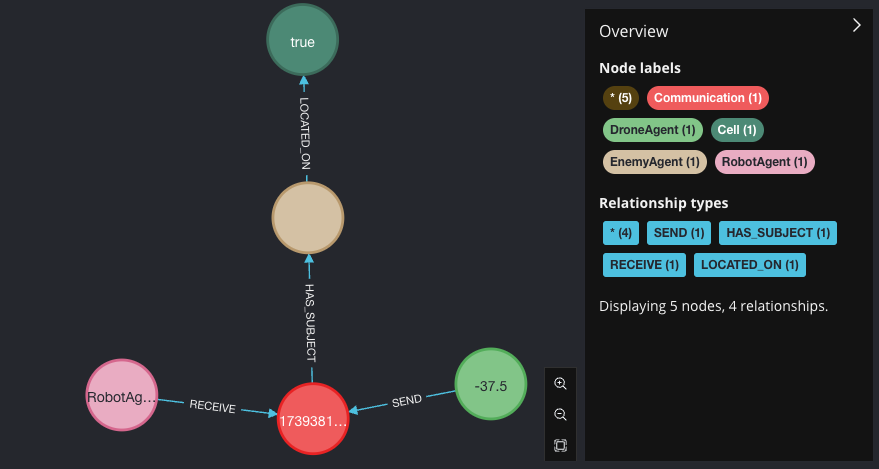 true
LOCATED_ON
HAS_SUBJECT
RobotAg...
RECEIVE
1739381...
SEND
-37.5
Overview
Node labels
* (5) Communication (1)
DroneAgent (1) Cell (1)
EnemyAgent (1) RobotAgent (1)
Relationship types
* (4) SEND (1) HAS_SUBJECT (1)
RECEIVE (1) LOCATED_ON (1)
Displaying 5 nodes, 4 relationships.